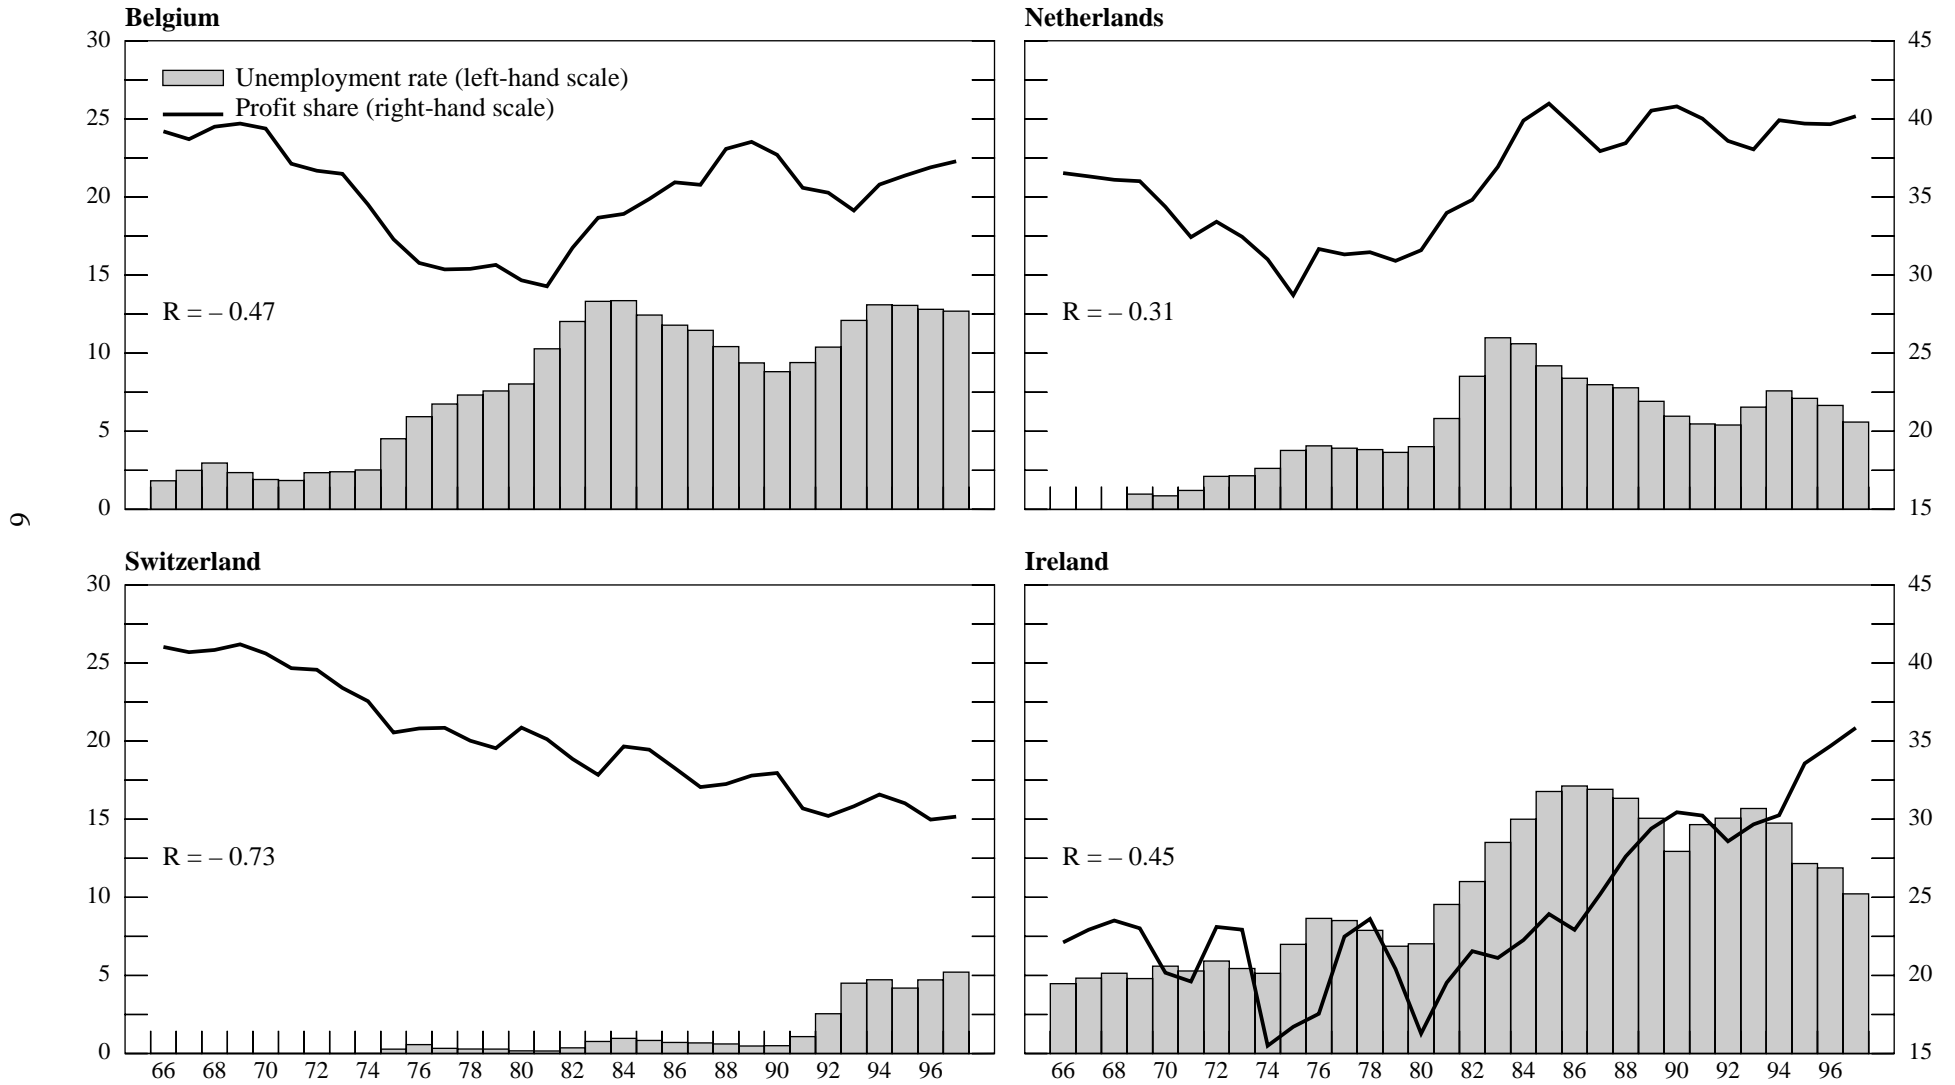 Belgium
30
25
20
15
10
5
0
Unemployment rate (left-hand scale)
Profit share (right-hand scale)
R = – 0.47
Netherlands
45
40
35
30
25
20
15
R = – 0.31
9
Switzerland
30
25
20
15
10
5
0
R = – 0.73
66 68 70 72 74 76 78 80 82 84 86 88 90 92 94 96
Ireland
45
40
35
30
25
20
15
R = – 0.45
66 68 70 72 74 76 78 80 82 84 86 88 90 92 94 96